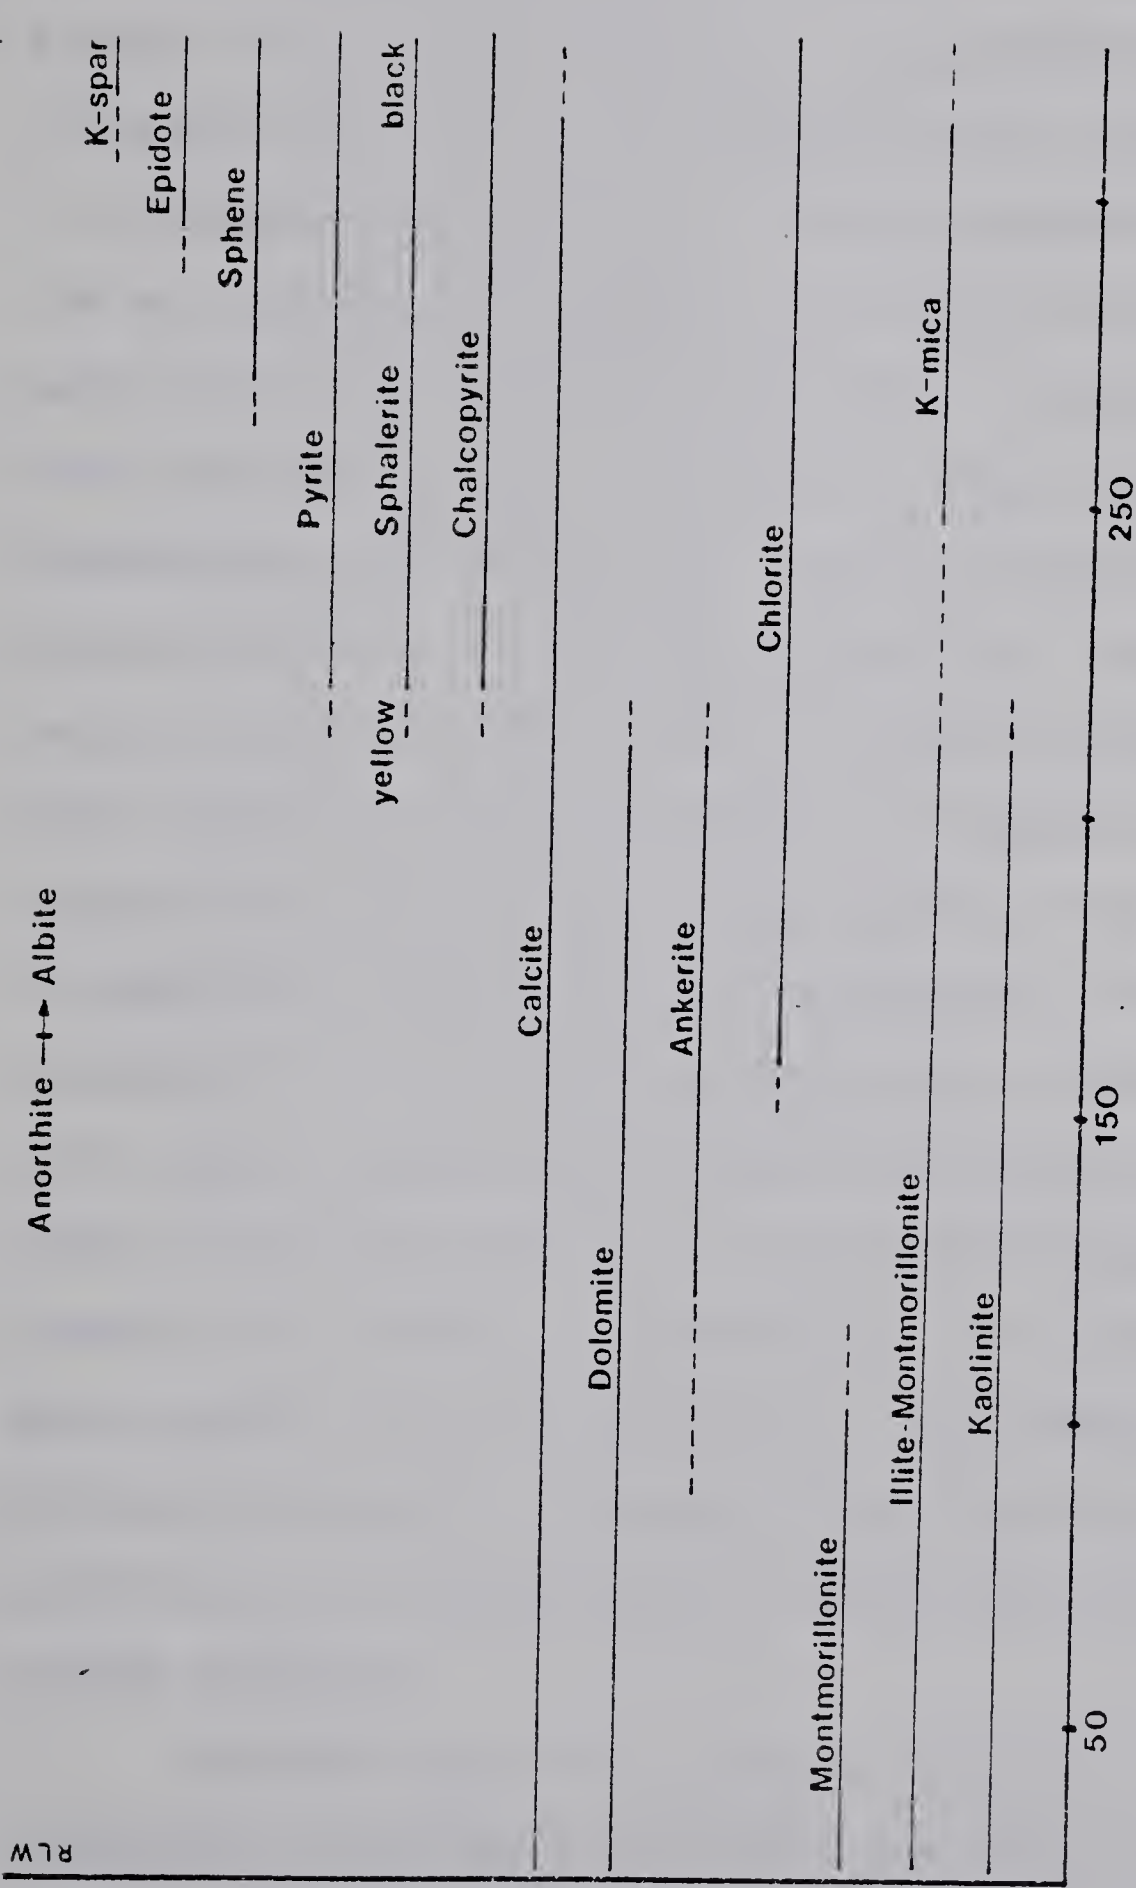 RLW
Anorthite → Albite
K-spar
Epidote
Sphene
Pyrite
yellow Sphalerite black
Chalcopyrite
Calcite
Dolomite
Ankerite
Chlorite
Montmorillonite
Illite-Montmorillonite K-mica
Kaolinite
50 150 250